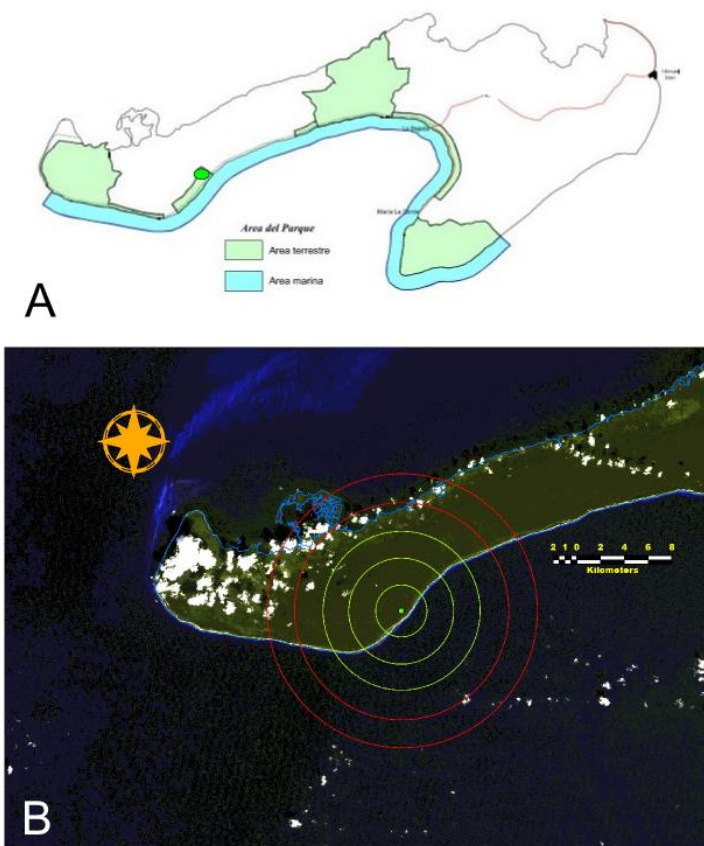 La Bajada
Maria La Gorda
Area del Parque
Area terrestre
Area marina
A
2 1 0 2 4 6 8
Kilometers
B